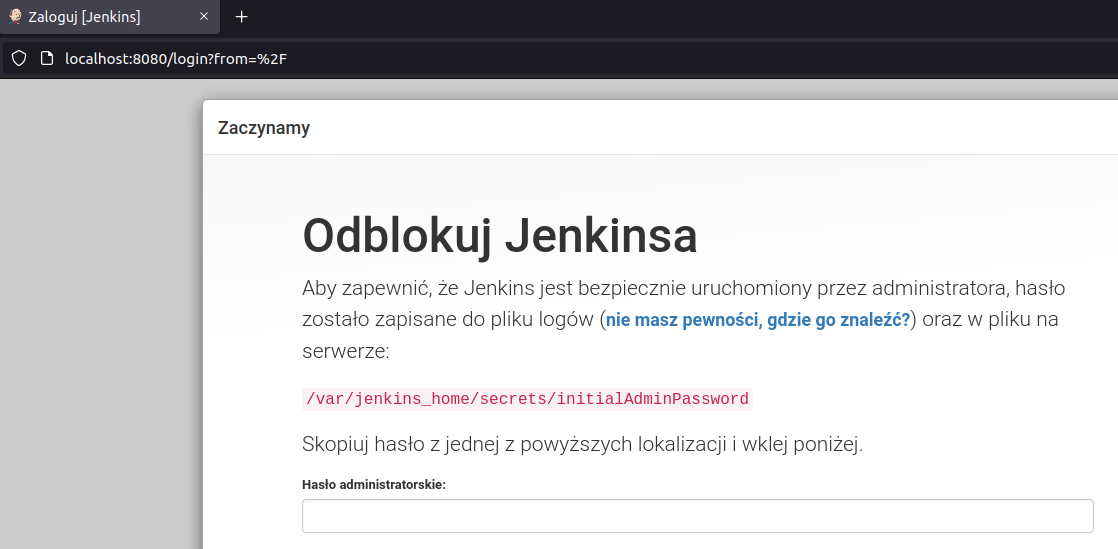 Zaloguj [Jenkins]
localhost:8080/login?from=%2F
Zaczynamy
Odblokuj Jenkinsa
Aby zapewnić, że Jenkins jest bezpiecznie uruchomiony przez administratora, hasło
zostało zapisane do pliku logów (nie masz pewności, gdzie go znaleźć?) oraz w pliku na
serwerze:
/var/jenkins_home/secrets/initialAdminPassword
Skopiuj hasło z jednej z powyższych lokalizacji i wklej poniżej.
Hasło administratorskie: